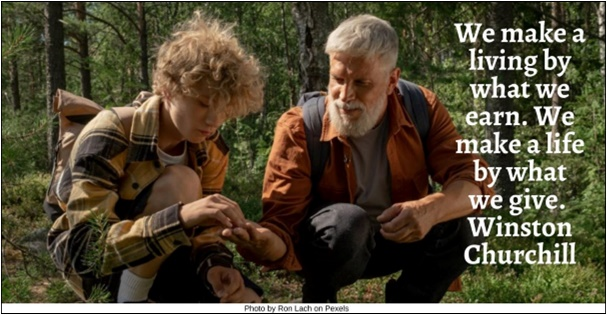 We make a
living by
what we
earn. We
make a life
by what
we give.
Winston
Churchill
Photo by Ron Lach on Pexels